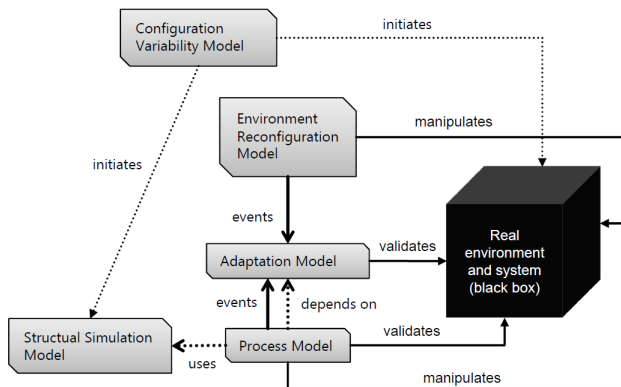 Configuration
Variability Model
initiates
Environment
Reconfiguration
Model
manipulates
initiates
events
Real
environment
and system
(black box)
Adaptation Model
validates
events
depends on
Structual Simulation
Model
uses
Process Model
validates
manipulates